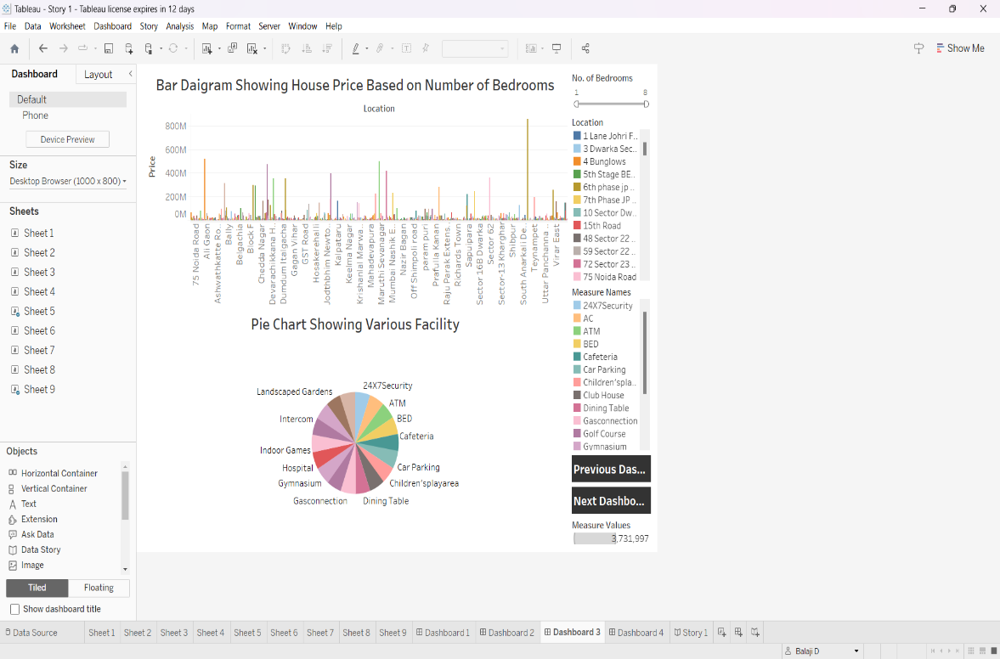 Tableau - Story 1 - Tableau license expires in 12 days
File Data Worksheet Dashboard Story Analysis Map Format Server Window Help
Show Me
Dashboard Layout
Default
Phone
Device Preview
Size
Desktop Browser (1000 x 800)
Sheets
Sheet 1
Sheet 2
Sheet 3
Sheet 4
Sheet 5
Sheet 6
Sheet 7
Sheet 8
Sheet 9
Objects
Horizontal Container
Vertical Container
Text
Extension
Ask Data
Data Story
Image
Tiled Floating
Show dashboard title
Bar Daigram Showing House Price Based on Number of Bedrooms
Location
Price
800M
600M
400M
200M
0M
75 Noida Road
Ali Gaon
Ashwathkatte Ro..
Bally
Belgachia
Block F
Chedda Nagar
Devarachikkana H..
Dumdum Italgacha
Gagan Vihar
GST Road
Hosakerehalli
Jodthbhim Newto..
Kalpataru
Keelma Nagar
Krishanlal Marwa..
Mahadevapura
Maruthi Sevanagar
Mumbai Nashik E..
Nazir Bagan
Off Shimpoli road
param puri
Prafulla Kanan
Raju Parak Extens..
Richards Town
Sapuipara
Sector 16B Dwarka
Sector 62
Sector-13 Kharghar
Shibpur
South Anarkali De..
Teynampet
Uttar Panchanna..
Virar East
Pie Chart Showing Various Facility
24X7Security
ATM
BED
Cafeteria
Car Parking
Children'splayarea
Dining Table
Gasconnection
Gymnasium
Hospital
Indoor Games
Intercom
Landscaped Gardens
No. of Bedrooms
1 8
Location
1 Lane Johri F..
3 Dwarka Sec..
4 Bunglows
5th Stage BE..
6th phase jp ..
7th Phase JP ..
10 Sector Dw..
15th Road
48 Sector 22 ..
59 Sector 22 ..
72 Sector 23 ..
75 Noida Road
Measure Names
24X7Security
AC
ATM
BED
Cafeteria
Car Parking
Children'spla..
Club House
Dining Table
Gasconnection
Golf Course
Gymnasium
Previous Das...
Next Dashbo...
Measure Values
3,731,997
Data Source Sheet 1 Sheet 2 Sheet 3 Sheet 4 Sheet 5 Sheet 6 Sheet 7 Sheet 8 Sheet 9 Dashboard 1 Dashboard 2 Dashboard 3 Dashboard 4 Story 1
Balaji D